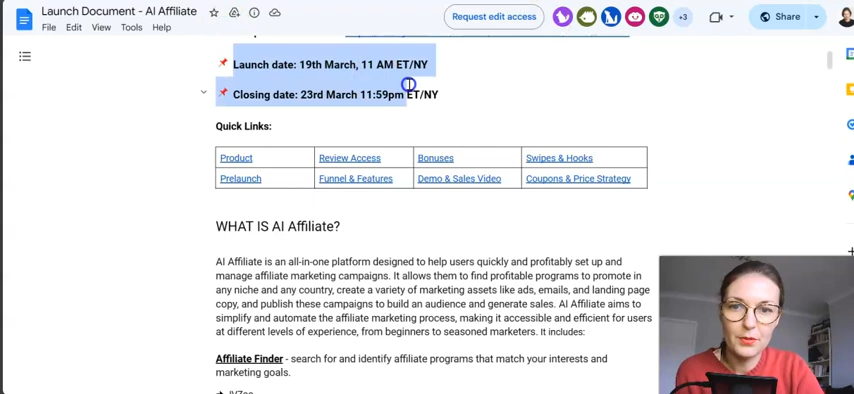 Launch Document - AI Affiliate
File Edit View Tools Help
Request edit access
+3
Share
Launch date: 19th March, 11 AM ET/NY
Closing date: 23rd March 11:59pm ET/NY
Quick Links:
Product Review Access Bonuses Swipes & Hooks
Prelaunch Funnel & Features Demo & Sales Video Coupons & Price Strategy
WHAT IS AI Affiliate?
AI Affiliate is an all-in-one platform designed to help users quickly and profitably set up and
manage affiliate marketing campaigns. It allows them to find profitable programs to promote in
any niche and any country, create a variety of marketing assets like ads, emails, and landing page
copy, and publish these campaigns to build an audience and generate sales. AI Affiliate aims to
simplify and automate the affiliate marketing process, making it accessible and efficient for users
at different levels of experience, from beginners to seasoned marketers. It includes:
Affiliate Finder - search for and identify affiliate programs that match your interests and
marketing goals.